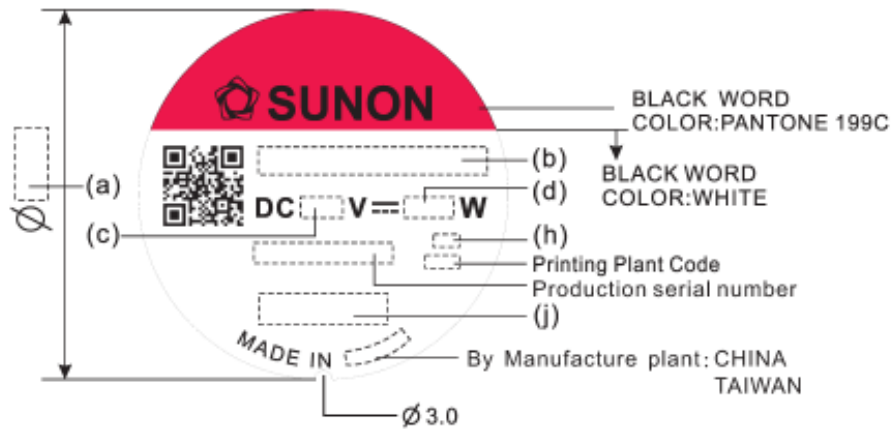 SUNON
BLACK WORD
COLOR:PANTONE 199C
BLACK WORD
COLOR:WHITE
(a)
(b)
DC V W
(d)
(c)
(h)
Printing Plant Code
Production serial number
(j)
MADE IN
By Manufacture plant: CHINA
TAIWAN
Ø
Ø 3.0